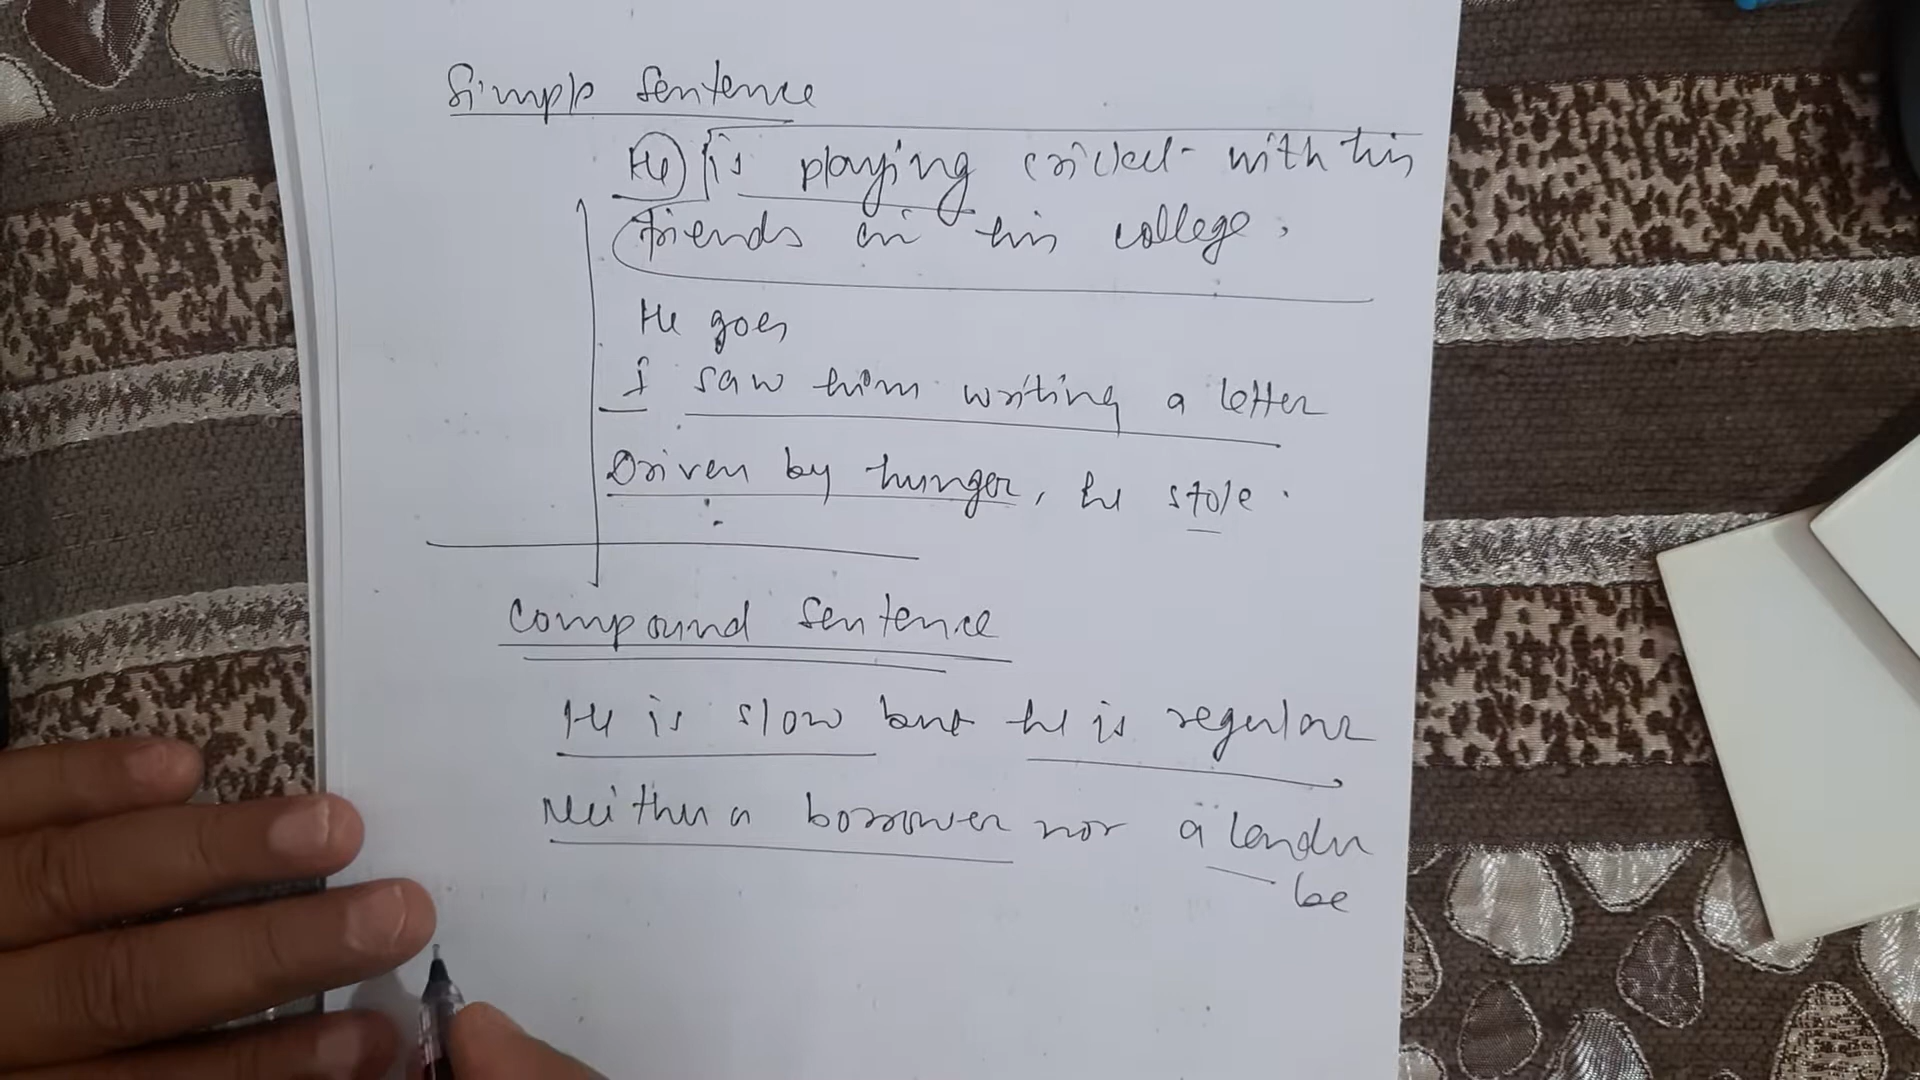 Simple Sentence
He is playing cricket with his
friends in his college.
He goes
I saw him writing a letter
Driven by hunger, he stole.
Compound Sentence
He is slow but he is regular
Neither a borrower nor a lender
be